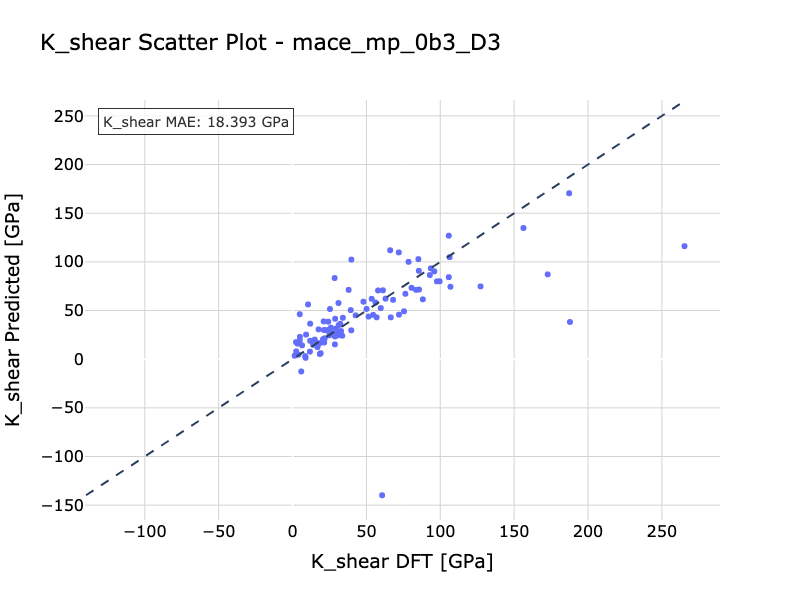 K_shear Scatter Plot - mace_mp_0b3_D3
K_shear MAE: 18.393 GPa
K_shear Predicted [GPa]
250
200
150
100
50
0
−50
−100
−150
−100 −50 0 50 100 150 200 250
K_shear DFT [GPa]